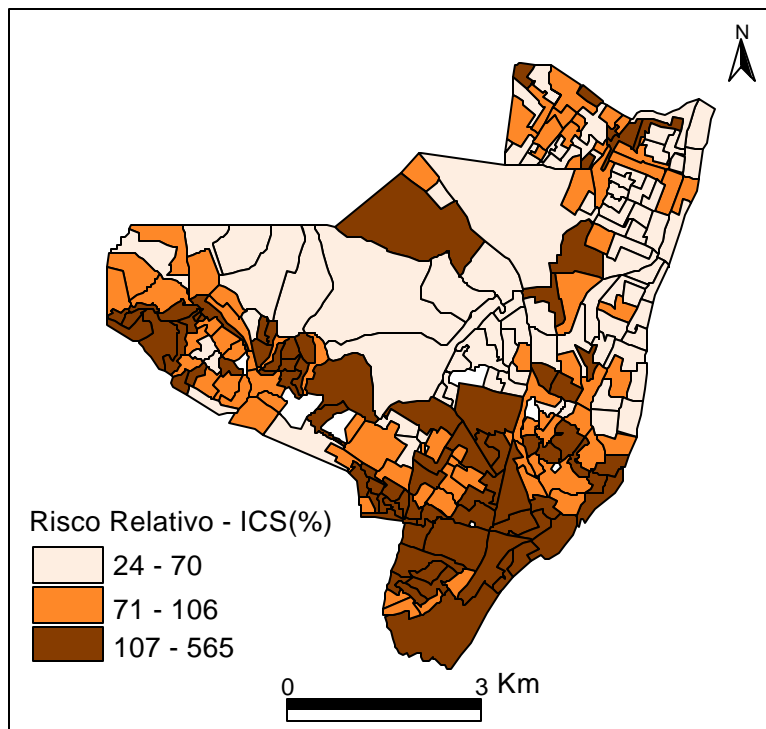 N
Risco Relativo - ICS(%)
24 - 70
71 - 106
107 - 565
0 3 Km